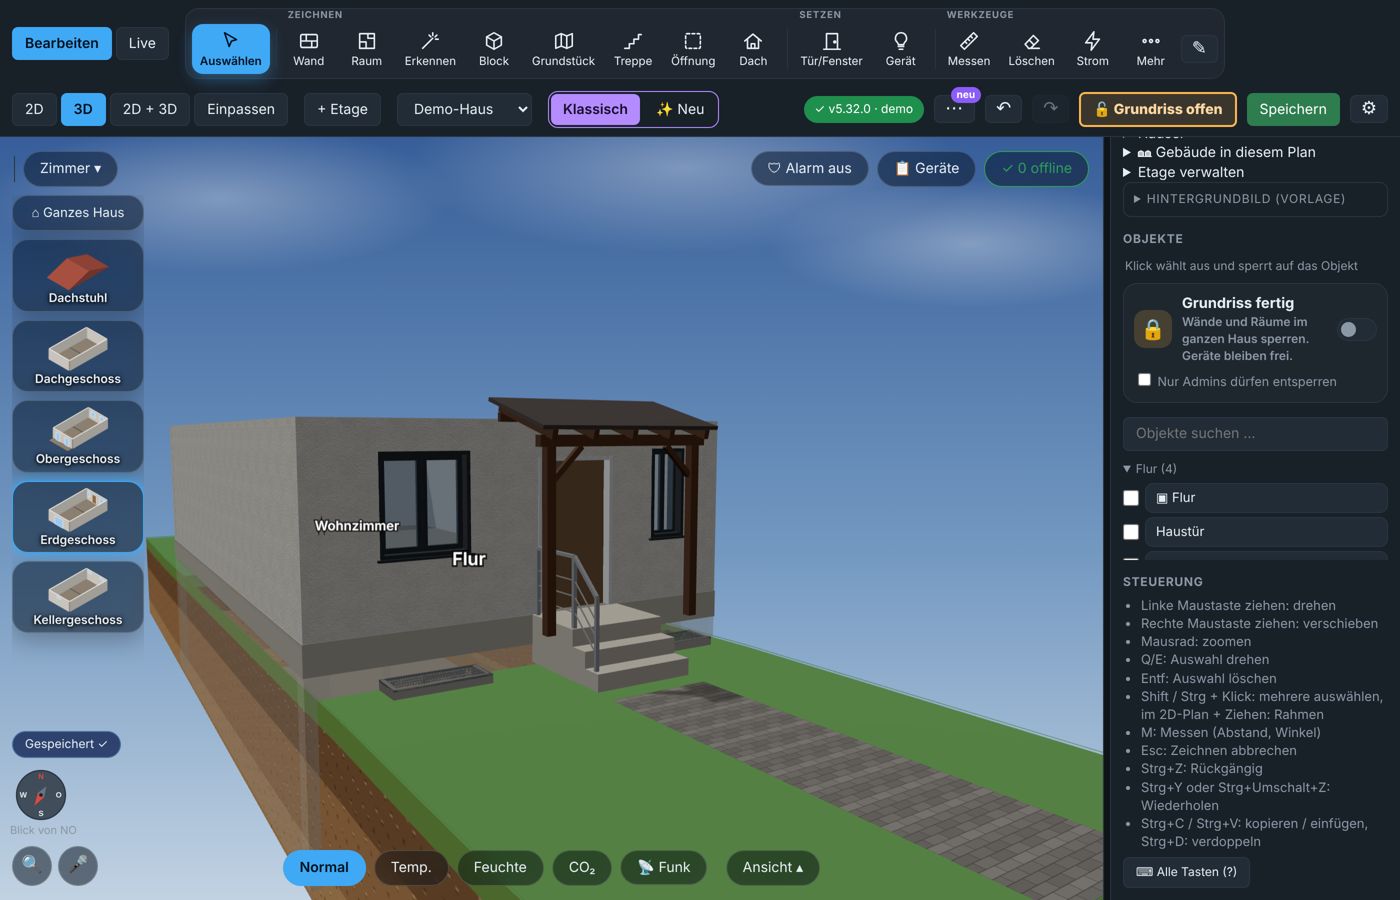 ZEICHNEN
SETZEN
WERKZEUGE
Bearbeiten
Live
Auswählen
Wand
Raum
Erkennen
Block
Grundstück
Treppe
Öffnung
Dach
Tür/Fenster
Gerät
Messen
Löschen
Strom
Mehr
2D
3D
2D + 3D
Einpassen
+ Etage
Demo-Haus
Klassisch
✨ Neu
✓ v5.32.0 · demo
neu
Grundriss offen
Speichern
Zimmer ▾
Alarm aus
Geräte
✓ 0 offline
⌂ Ganzes Haus
Dachstuhl
Dachgeschoss
Obergeschoss
Erdgeschoss
Kellergeschoss
Wohnzimmer
Flur
Gespeichert ✓
N
W
O
S
Blick von NO
Normal
Temp.
Feuchte
CO₂
Funk
Ansicht ▴
Gebäude in diesem Plan
Etage verwalten
HINTERGRUNDBILD (VORLAGE)
OBJEKTE
Klick wählt aus und sperrt auf das Objekt
Grundriss fertig
Wände und Räume im
ganzen Haus sperren.
Geräte bleiben frei.
Nur Admins dürfen entsperren
Objekte suchen ...
Flur (4)
Flur
Haustür
STEUERUNG
Linke Maustaste ziehen: drehen
Rechte Maustaste ziehen: verschieben
Mausrad: zoomen
Q/E: Auswahl drehen
Entf: Auswahl löschen
Shift / Strg + Klick: mehrere auswählen,
im 2D-Plan + Ziehen: Rahmen
M: Messen (Abstand, Winkel)
Esc: Zeichnen abbrechen
Strg+Z: Rückgängig
Strg+Y oder Strg+Umschalt+Z:
Wiederholen
Strg+C / Strg+V: kopieren / einfügen,
Strg+D: verdoppeln
Alle Tasten (?)